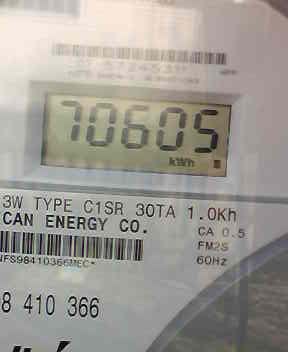 70605
kWh
3W TYPE C1SR 30TA 1.0Kh
CAN ENERGY CO. CA 0.5
FM2S
NFS98410366MEC* 60Hz
8 410 366